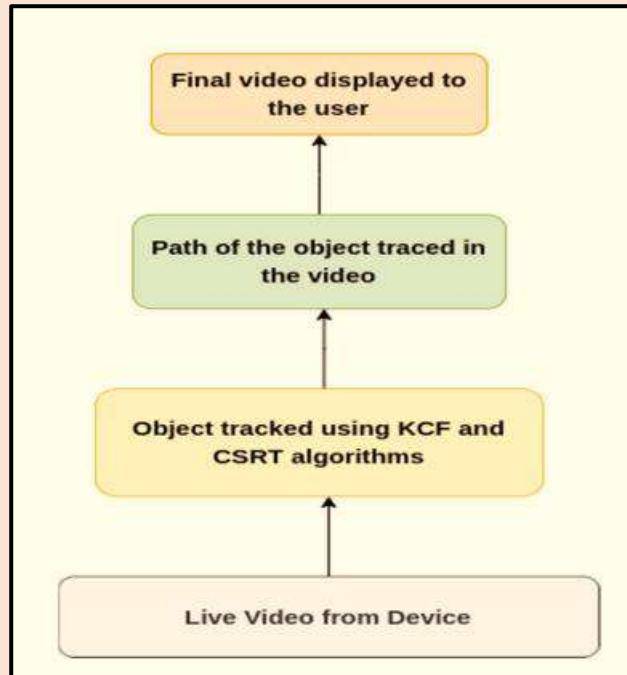 Final video displayed to
the user
Path of the object traced in
the video
Object tracked using KCF and
CSRT algorithms
Live Video from Device